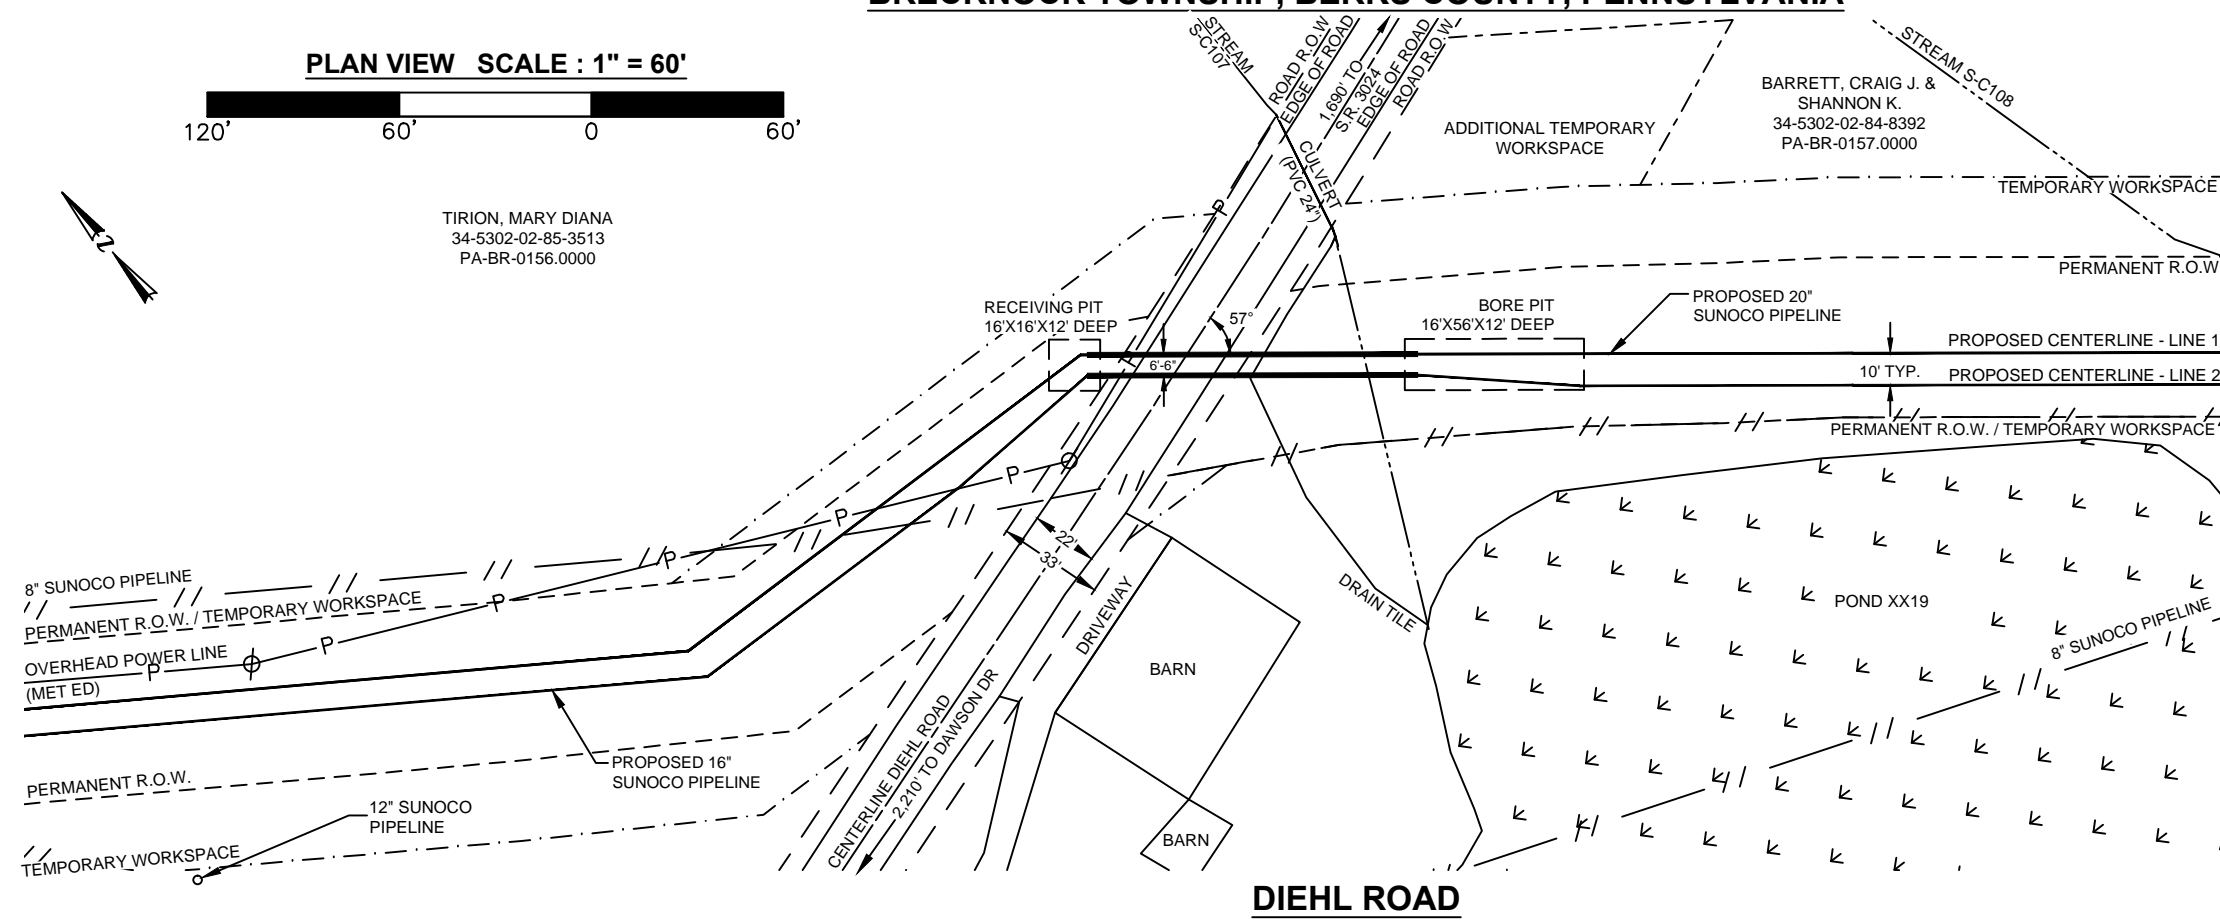 PLAN VIEW SCALE : 1" = 60'
120'
60'
0
60'
N
TIRION, MARY DIANA
34-5302-02-85-3513
PA-BR-0156.0000
STREAM
S-C107
ROAD R.O.W
EDGE OF ROAD
1,690' TO
S.R. 3024
EDGE OF ROAD
ROAD R.O.W
CULVERT
(PVC 24")
ADDITIONAL TEMPORARY
WORKSPACE
BARRETT, CRAIG J. &
SHANNON K.
34-5302-02-84-8392
PA-BR-0157.0000
STREAM S-C108
TEMPORARY WORKSPACE
PERMANENT R.O.W
P
RECEIVING PIT
16'X16'X12' DEEP
57°
BORE PIT
16'X56'X12' DEEP
PROPOSED 20"
SUNOCO PIPELINE
PROPOSED CENTERLINE - LINE 1
P
6'-6"
10' TYP.
PROPOSED CENTERLINE - LINE 2
PERMANENT R.O.W. / TEMPORARY WORKSPACE
P
P
P
P
P
P
8" SUNOCO PIPELINE
PERMANENT R.O.W. / TEMPORARY WORKSPACE
OVERHEAD POWER LINE
(MET ED)
22'
33'
DRIVEWAY
DRAIN TILE
POND XX19
8" SUNOCO PIPELINE
BARN
PROPOSED 16"
SUNOCO PIPELINE
PERMANENT R.O.W.
12" SUNOCO
PIPELINE
TEMPORARY WORKSPACE
CENTERLINE DIEHL ROAD
2,210' TO DAWSON DR
BARN
DIEHL ROAD